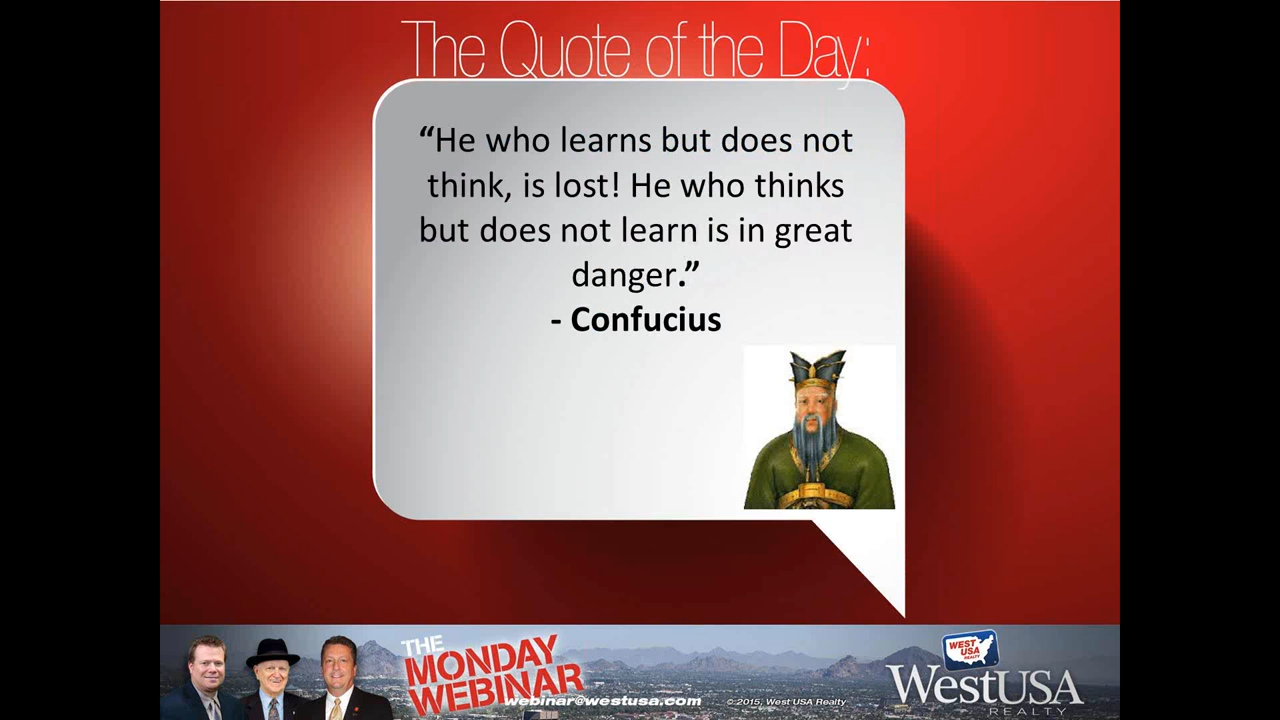 The Quote of the Day:
“He who learns but does not
think, is lost! He who thinks
but does not learn is in great
danger.”
- Confucius
THE
MONDAY
WEBINAR
webinar@westusa.com
© 2015, West USA Realty
WEST
USA
REALTY
WESTUSA
REALTY